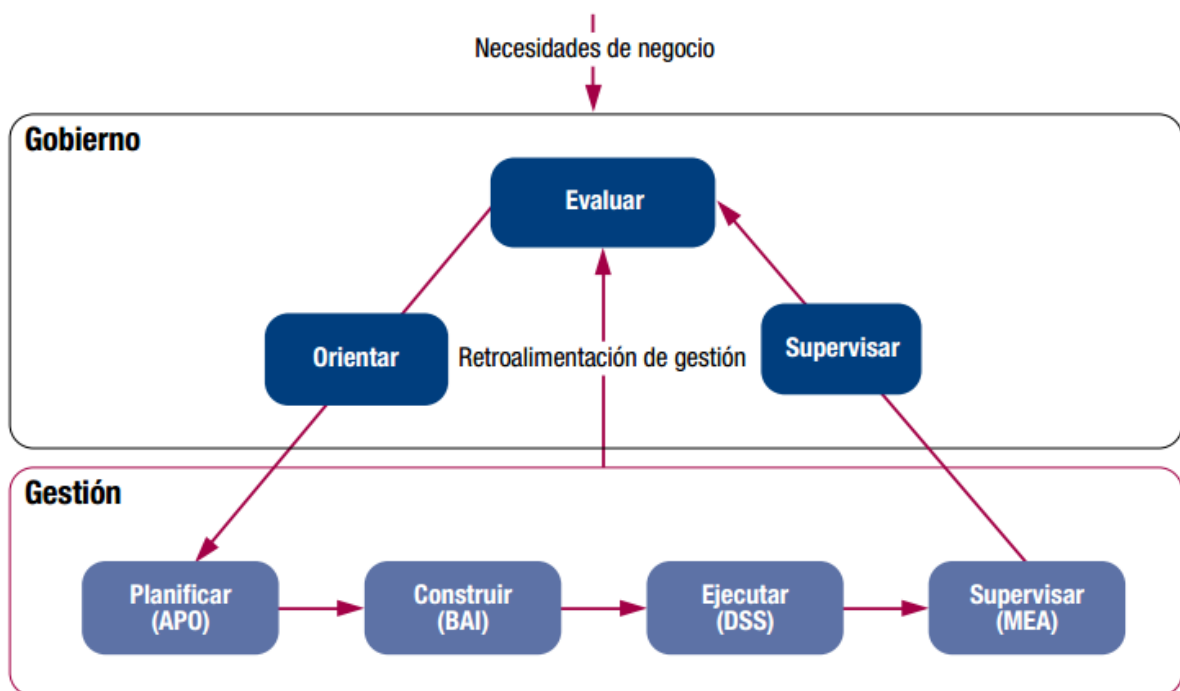 Necesidades de negocio
Gobierno
Evaluar
Orientar
Retroalimentación de gestión
Supervisar
Gestión
Planificar
(APO)
Construir
(BAI)
Ejecutar
(DSS)
Supervisar
(MEA)